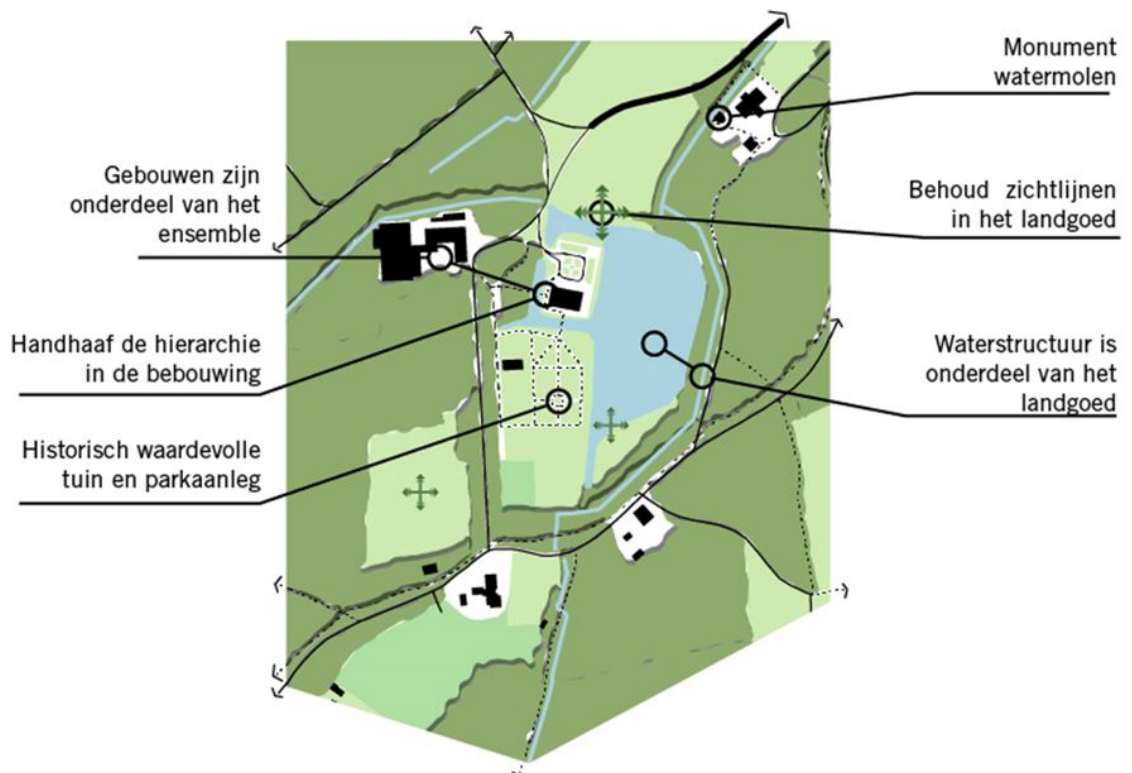 Monument
watermolen
Gebouwen zijn
onderdeel van het
ensemble
Behoud zichtlijnen
in het landgoed
Handhaaf de hierarchie
in de bebouwing
Waterstructuur is
onderdeel van het
landgoed
Historisch waardevolle
tuin en parkaanleg